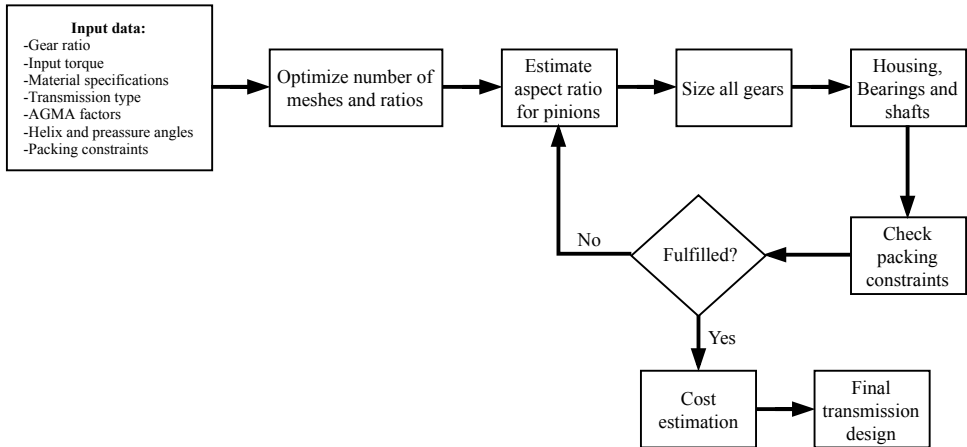 Input data:
-Gear ratio
-Input torque
-Material specifications
-Transmission type
-AGMA factors
-Helix and preassure angles
-Packing constraints
Optimize number of
meshes and ratios
Estimate
aspect ratio
for pinions
Size all gears
Housing,
Bearings and
shafts
Check
packing
constraints
Fulfilled?
No
Yes
Cost
estimation
Final
transmission
design